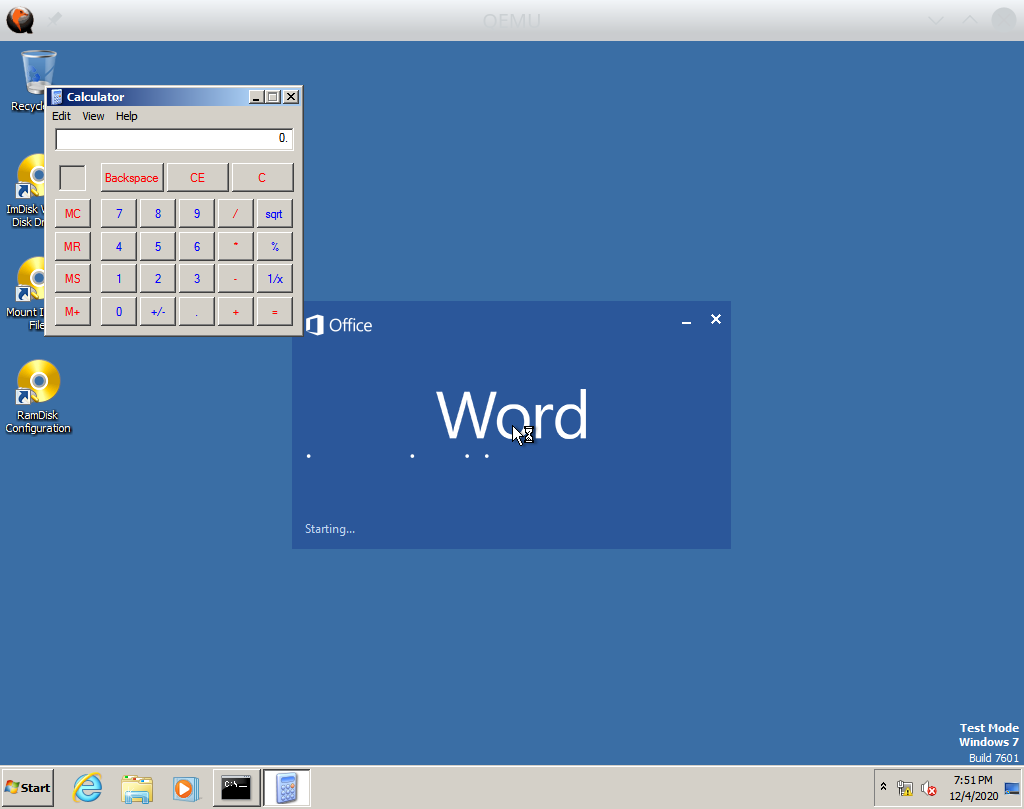 QEMU
Recycle
Calculator
Edit View Help
0.
Backspace CE C
MC 7 8 9 / sqrt
MR 4 5 6 * %
MS 1 2 3 - 1/x
M+ 0 +/- . + =
ImDisk
Disk
Mount
File
RamDisk
Configuration
Office
Word
Starting...
Test Mode
Windows 7
Build 7601
Start
C:\
7:51 PM
12/4/2020